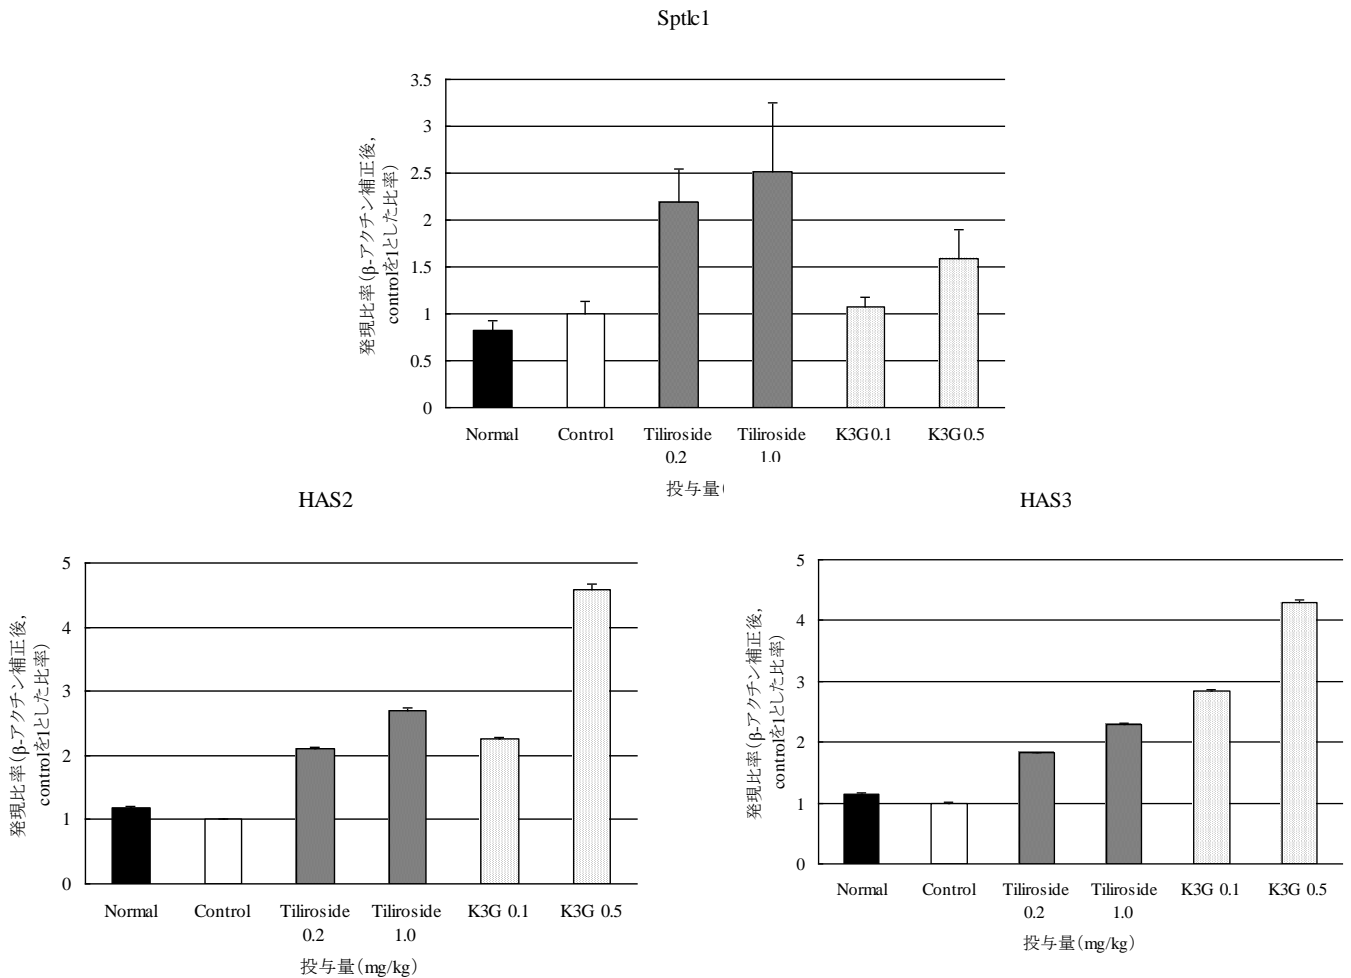 Sptlc1
発現比率(β-アクチン補正後,
controlを1とした比率)
3.5
3
2.5
2
1.5
1
0.5
0
Normal
Control
Tiliroside
0.2
Tiliroside
1.0
K3G 0.1
K3G 0.5
投与量(
HAS2
発現比率(β-アクチン補正後,
controlを1とした比率)
5
4
3
2
1
0
Normal
Control
Tiliroside
0.2
Tiliroside
1.0
K3G 0.1
K3G 0.5
投与量(mg/kg)
HAS3
発現比率(β-アクチン補正後,
controlを1とした比率)
5
4
3
2
1
0
Normal
Control
Tiliroside
0.2
Tiliroside
1.0
K3G 0.1
K3G 0.5
投与量(mg/kg)